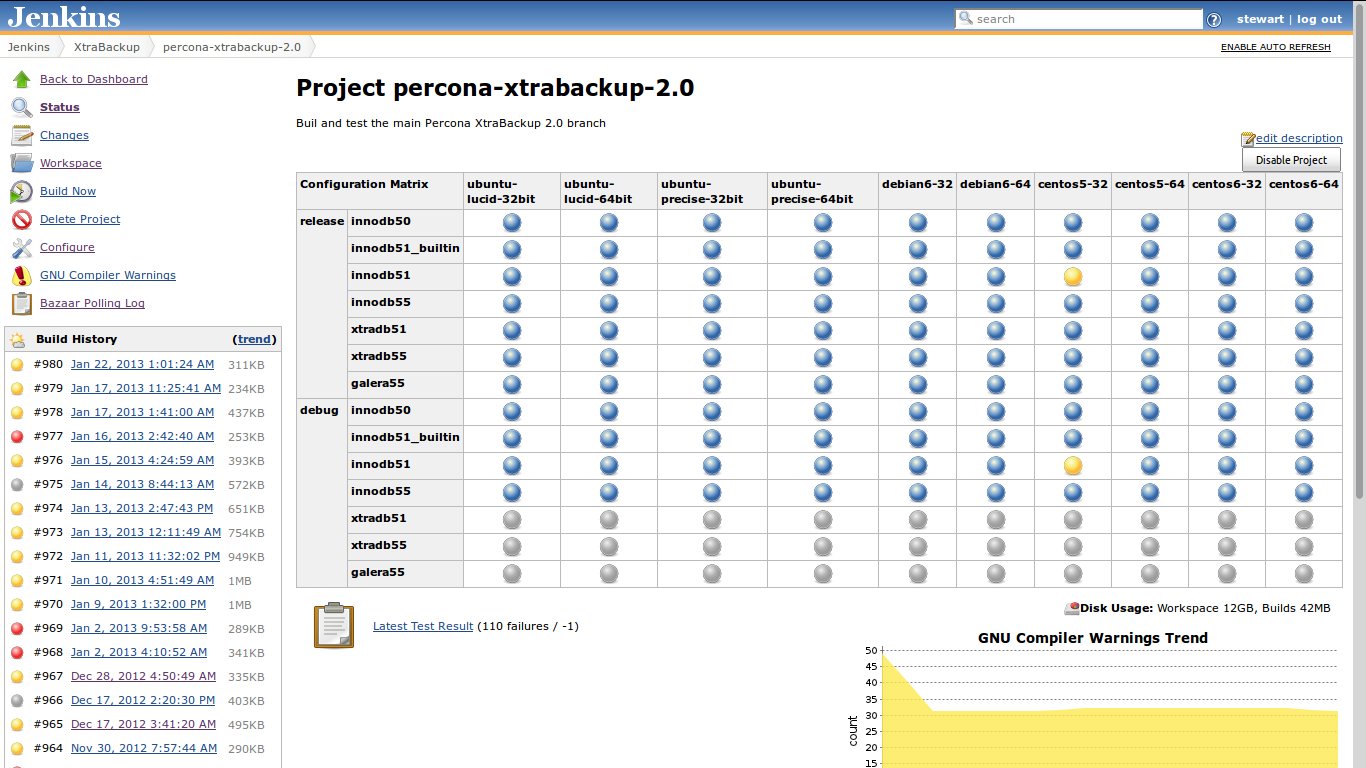 Jenkins
search
stewart | log out
Jenkins XtraBackup percona-xtrabackup-2.0
ENABLE AUTO REFRESH
Back to Dashboard
Status
Changes
Workspace
Build Now
Delete Project
Configure
GNU Compiler Warnings
Bazaar Polling Log
Build History (trend)
#980 Jan 22, 2013 1:01:24 AM 311KB
#979 Jan 17, 2013 11:25:41 AM 234KB
#978 Jan 17, 2013 1:41:00 AM 437KB
#977 Jan 16, 2013 2:42:40 AM 253KB
#976 Jan 15, 2013 4:24:59 AM 393KB
#975 Jan 14, 2013 8:44:13 AM 572KB
#974 Jan 13, 2013 2:47:43 PM 651KB
#973 Jan 13, 2013 12:11:49 AM 754KB
#972 Jan 11, 2013 11:32:02 PM 949KB
#971 Jan 10, 2013 4:51:49 AM 1MB
#970 Jan 9, 2013 1:32:00 PM 1MB
#969 Jan 2, 2013 9:53:58 AM 289KB
#968 Jan 2, 2013 4:10:52 AM 341KB
#967 Dec 28, 2012 4:50:49 AM 335KB
#966 Dec 17, 2012 2:20:30 PM 403KB
#965 Dec 17, 2012 3:41:20 AM 495KB
#964 Nov 30, 2012 7:57:44 AM 290KB
Project percona-xtrabackup-2.0
Buil and test the main Percona XtraBackup 2.0 branch
edit description
Disable Project
Configuration Matrix ubuntu-lucid-32bit ubuntu-lucid-64bit ubuntu-precise-32bit ubuntu-precise-64bit debian6-32 debian6-64 centos5-32 centos5-64 centos6-32 centos6-64
release innodb50
innodb51_builtin
innodb51
innodb55
xtradb51
xtradb55
galera55
debug innodb50
innodb51_builtin
innodb51
innodb55
xtradb51
xtradb55
galera55
Disk Usage: Workspace 12GB, Builds 42MB
Latest Test Result (110 failures / -1)
GNU Compiler Warnings Trend
count
50
45
40
35
30
25
20
15